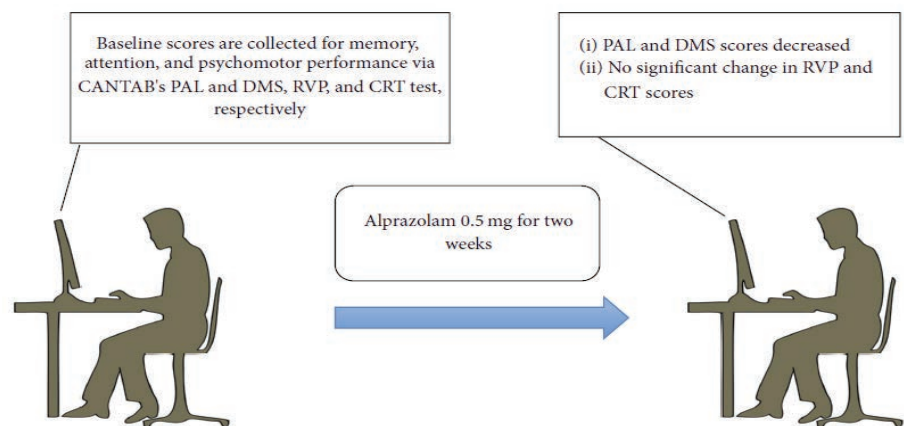 Baseline scores are collected for memory,
attention, and psychomotor performance via
CANTAB's PAL and DMS, RVP, and CRT test,
respectively
(i) PAL and DMS scores decreased
(ii) No significant change in RVP and
CRT scores
Alprazolam 0.5 mg for two
weeks